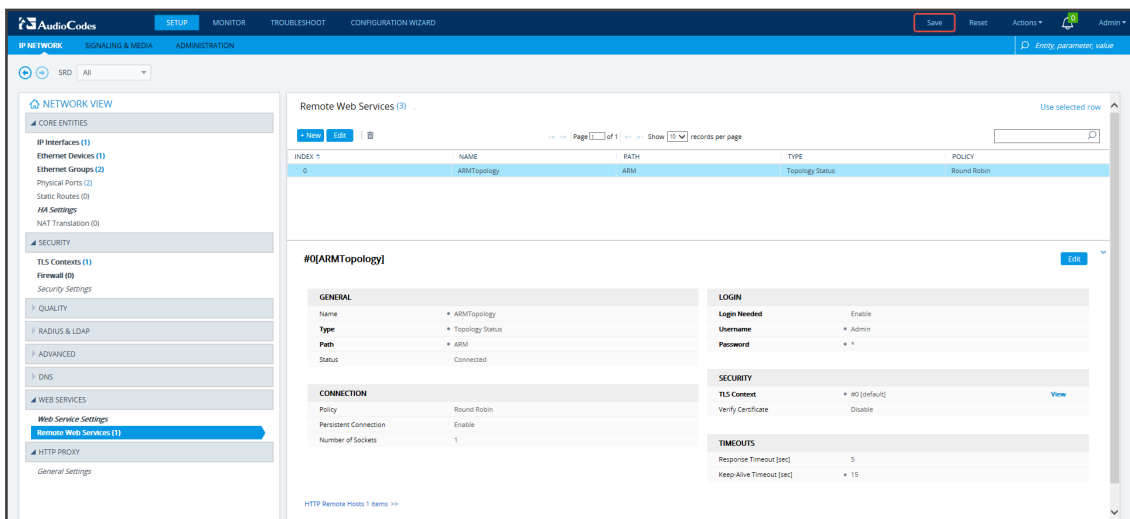 AudioCodes SETUP MONITOR TROUBLESHOOT CONFIGURATION WIZARD Save Reset Actions 0 Admin
IP NETWORK SIGNALING & MEDIA ADMINISTRATION Entity, parameter, value
SRD All
NETWORK VIEW
CORE ENTITIES
IP Interfaces (1)
Ethernet Devices (1)
Ethernet Groups (2)
Physical Ports (2)
Static Routes (0)
HA Settings
NAT Translation (0)
SECURITY
TLS Contexts (1)
Firewall (0)
Security Settings
QUALITY
RADIUS & LDAP
ADVANCED
DNS
WEB SERVICES
Web Service Settings
Remote Web Services (1)
HTTP PROXY
General Settings
Remote Web Services (3)
Use selected row
+ New Edit Page 1 of 1 Show 10 records per page
INDEX NAME PATH TYPE POLICY
0 ARMTopology ARM Topology Status Round Robin
#0[ARMTopology] Edit
GENERAL
Name • ARMTopology
Type • Topology Status
Path • ARM
Status Connected
CONNECTION
Policy Round Robin
Persistent Connection Enable
Number of Sockets 1
LOGIN
Login Needed Enable
Username • Admin
Password • *
SECURITY
TLS Context • #0 [default] View
Verify Certificate Disable
TIMEOUTS
Response Timeout [sec] 5
Keep-Alive Timeout [sec] • 15
HTTP Remote Hosts 1 items >>